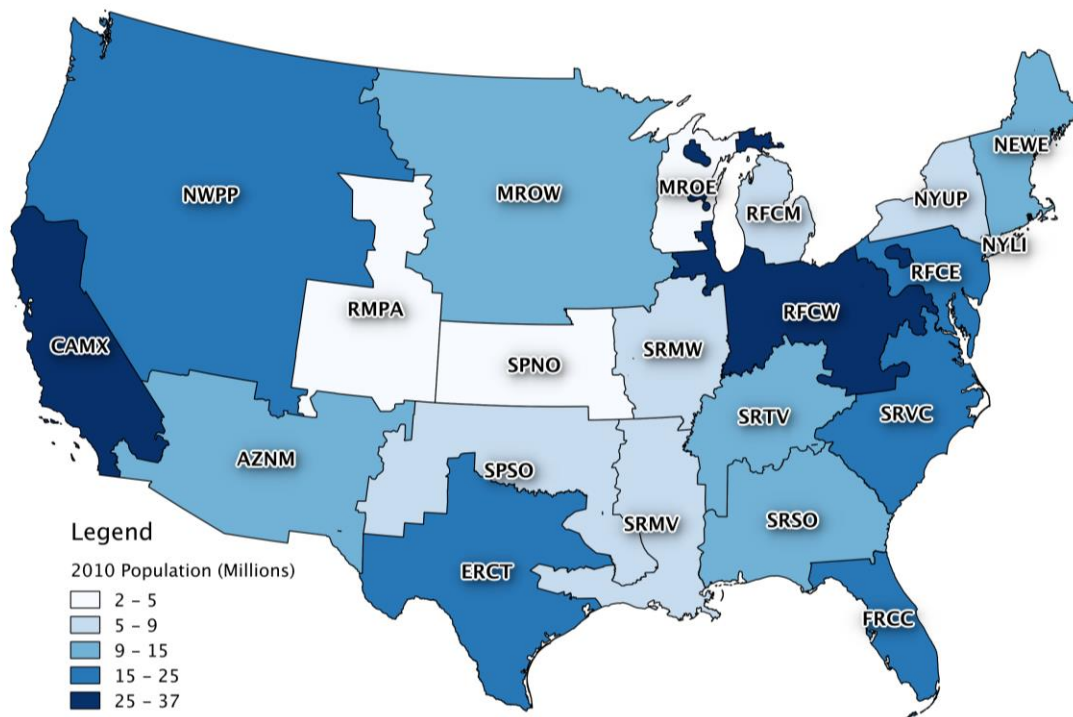 NEWE
NWPP
MROW
MROE
RFCM
NYUP
NYLI
RFCE
RMPA
RFCW
CAMX
SRMW
SPNO
SRTV
SRVC
AZNM
SPSO
SRMV
SRSO
ERCT
FRCC
Legend
2010 Population (Millions)
2 – 5
5 – 9
9 – 15
15 – 25
25 – 37